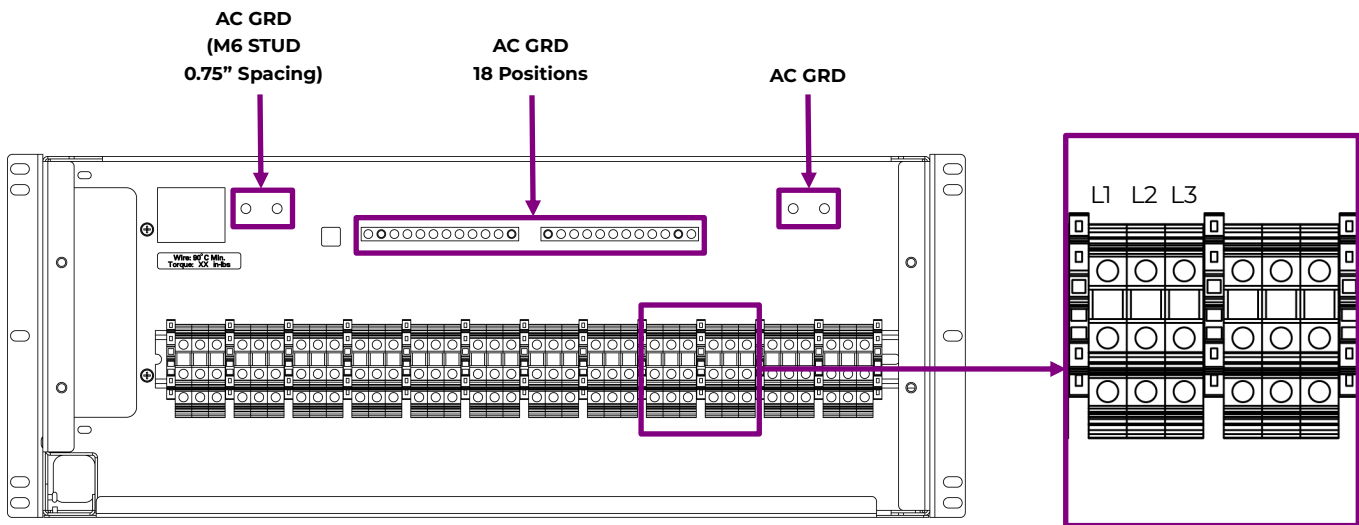 AC GRD
(M6 STUD
0.75” Spacing)
AC GRD
18 Positions
AC GRD
L1 L2 L3
Wire: 90°C Min.
Torque: XX in-lbs